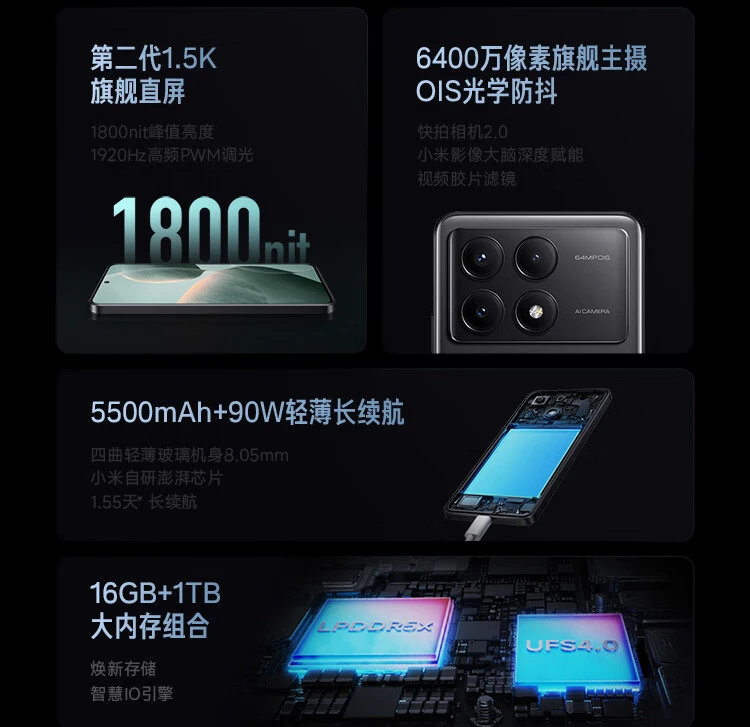 第二代1.5K
旗舰直屏
1800nit峰值亮度
1920Hz高频PWM调光
1800nit
6400万像素旗舰主摄
OIS光学防抖
快拍相机2.0
小米影像大脑深度赋能
视频胶片滤镜
64MP OIS
AI CAMERA
5500mAh+90W轻薄长续航
四曲轻薄玻璃机身8.05mm
小米自研澎湃芯片
1.55天* 长续航
16GB+1TB
大内存组合
焕新存储
智慧IO引擎
LPDDR5X
UFS4.0